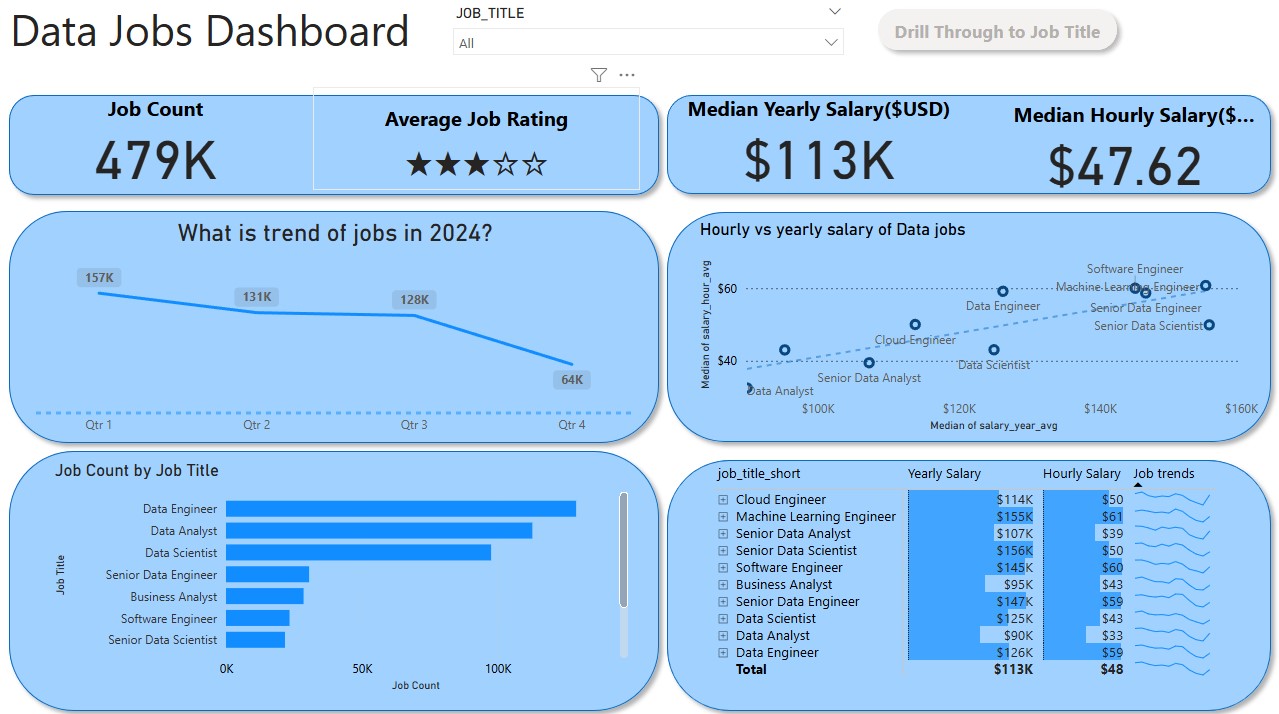 Data Jobs Dashboard
JOB_TITLE
All
Drill Through to Job Title
Job Count
479K
Average Job Rating
★★★☆☆
Median Yearly Salary($USD)
$113K
Median Hourly Salary($...
$47.62
What is trend of jobs in 2024?
157K
131K
128K
64K
Qtr 1 Qtr 2 Qtr 3 Qtr 4
Hourly vs yearly salary of Data jobs
Median of salary_hour_avg
$60
$40
Software Engineer
Machine Learning Engineer
Data Engineer
Senior Data Engineer
Senior Data Scientist
Cloud Engineer
Data Scientist
Senior Data Analyst
Data Analyst
$100K $120K $140K $160K
Median of salary_year_avg
Job Count by Job Title
Job Title
Data Engineer
Data Analyst
Data Scientist
Senior Data Engineer
Business Analyst
Software Engineer
Senior Data Scientist
0K 50K 100K
Job Count
job_title_short Yearly Salary Hourly Salary Job trends
Cloud Engineer $114K $50
Machine Learning Engineer $155K $61
Senior Data Analyst $107K $39
Senior Data Scientist $156K $50
Software Engineer $145K $60
Business Analyst $95K $43
Senior Data Engineer $147K $59
Data Scientist $125K $43
Data Analyst $90K $33
Data Engineer $126K $59
Total $113K $48